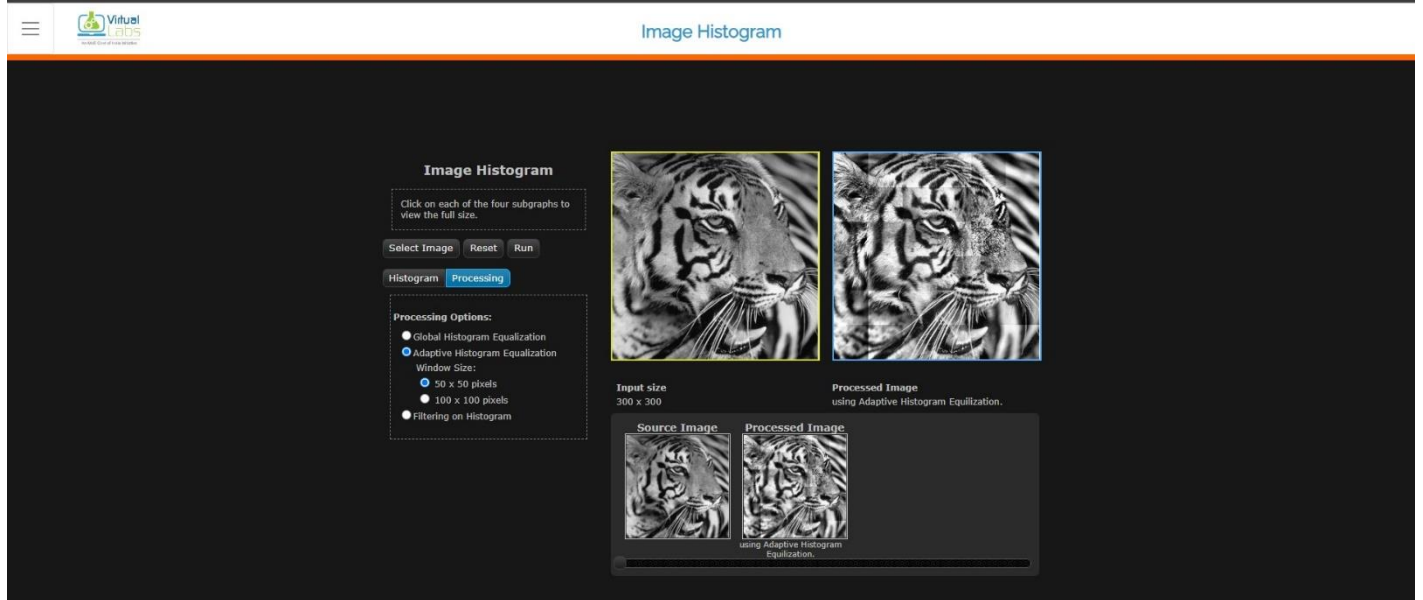 Virtual
Labs
Image Histogram
Image Histogram
Click on each of the four subgraphs to
view the full size.
Select Image Reset Run
Histogram Processing
Processing Options:
Global Histogram Equalization
Adaptive Histogram Equalization
Window Size:
50 x 50 pixels
100 x 100 pixels
Filtering on Histogram
Input size
300 x 300
Processed Image
using Adaptive Histogram Equilization.
Source Image Processed Image
using Adaptive Histogram
Equilization.